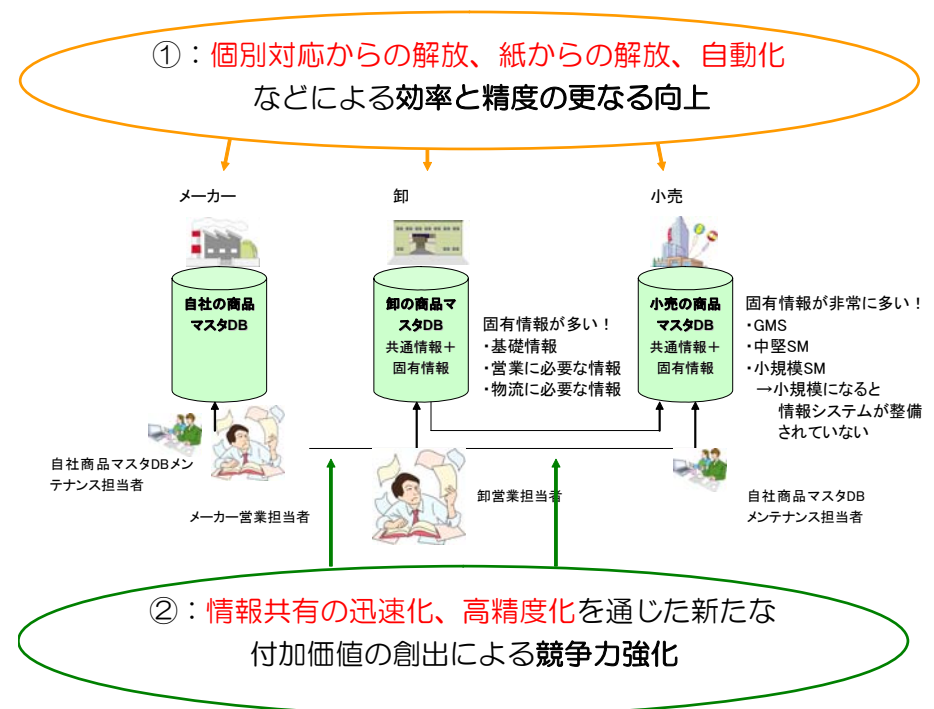 ①：個別対応からの解放、紙からの解放、自動化
などによる効率と精度の更なる向上
メーカー
卸
小売
自社の商品
マスタDB
卸の商品マ
スタDB
共通情報＋
固有情報
固有情報が多い！
・基礎情報
・営業に必要な情報
・物流に必要な情報
小売の商品
マスタDB
共通情報＋
固有情報
固有情報が非常に多い！
・GMS
・中堅SM
・小規模SM
→小規模になると
情報システムが整備
されていない
自社商品マスタDBメン
テナンス担当者
メーカー営業担当者
卸営業担当者
自社商品マスタDB
メンテナンス担当者
②：情報共有の迅速化、高精度化を通じた新たな
付加価値の創出による競争力強化